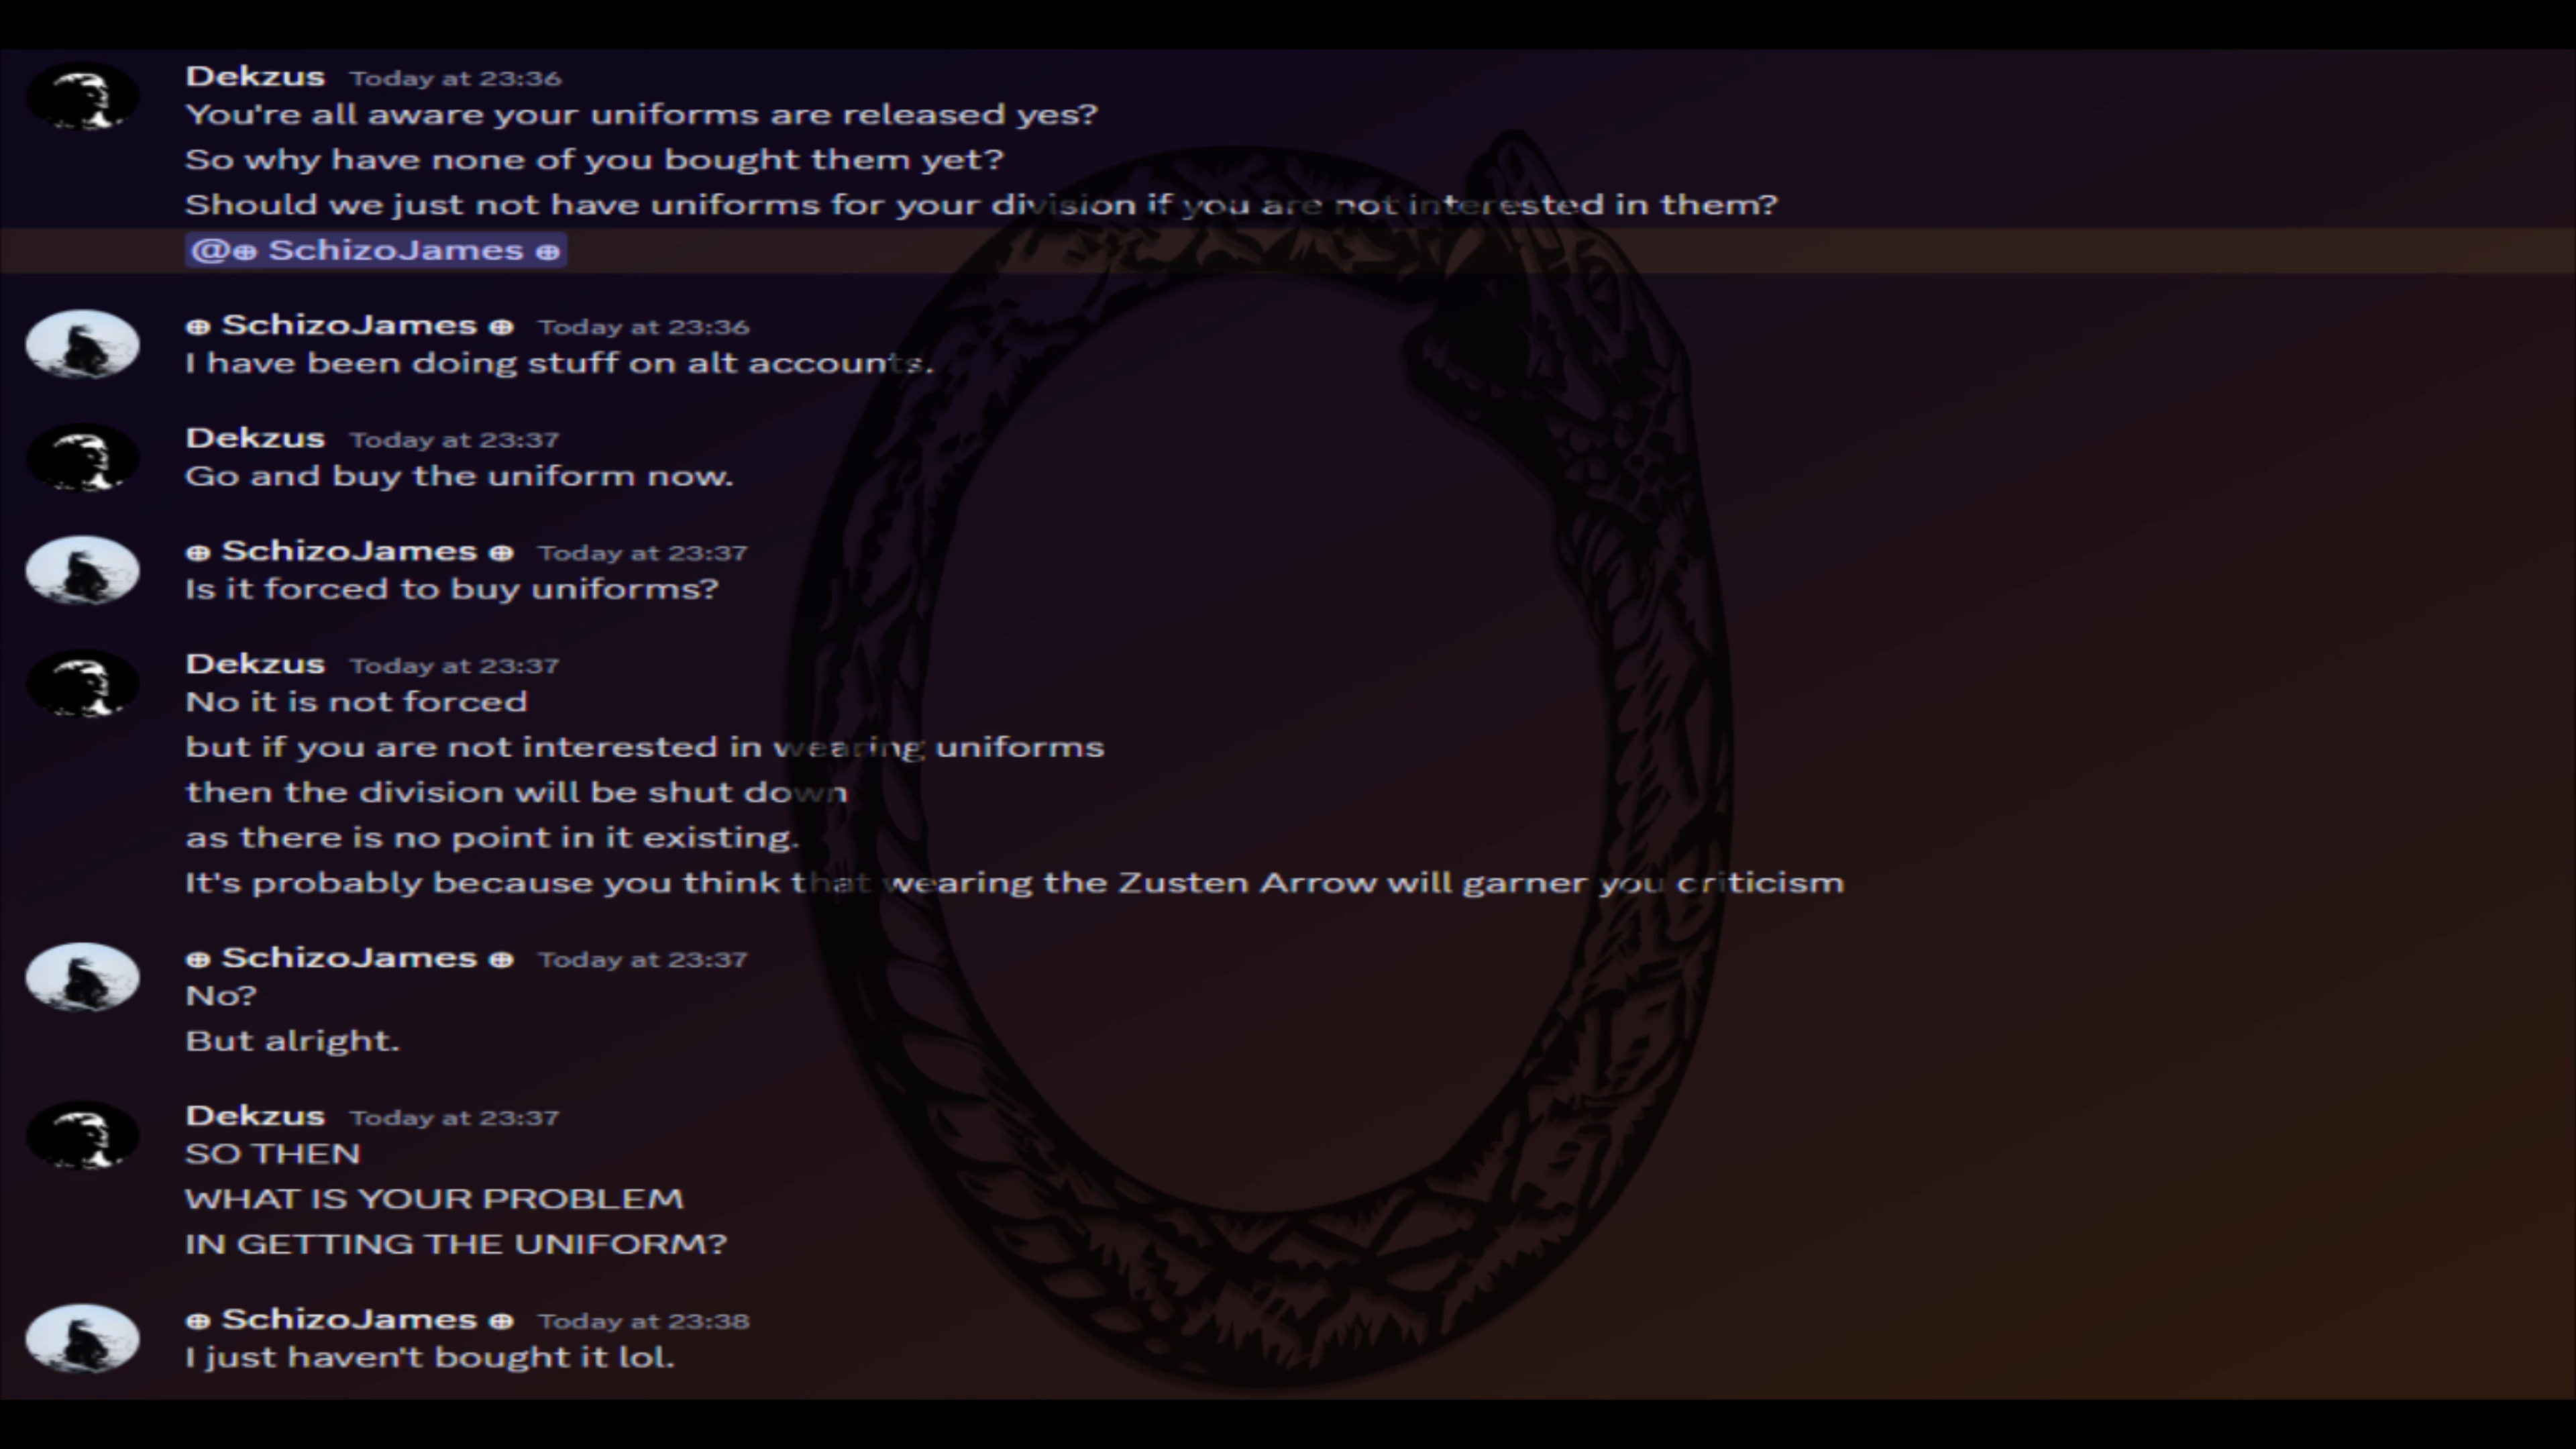 Dekzus Today at 23:36
You're all aware your uniforms are released yes?
So why have none of you bought them yet?
Should we just not have uniforms for your division if you are not interested in them?
@⊕ SchizoJames ⊕
⊕ SchizoJames ⊕ Today at 23:36
I have been doing stuff on alt accounts.
Dekzus Today at 23:37
Go and buy the uniform now.
⊕ SchizoJames ⊕ Today at 23:37
Is it forced to buy uniforms?
Dekzus Today at 23:37
No it is not forced
but if you are not interested in wearing uniforms
then the division will be shut down
as there is no point in it existing.
It's probably because you think that wearing the Zusten Arrow will garner you criticism
⊕ SchizoJames ⊕ Today at 23:37
No?
But alright.
Dekzus Today at 23:37
SO THEN
WHAT IS YOUR PROBLEM
IN GETTING THE UNIFORM?
⊕ SchizoJames ⊕ Today at 23:38
I just haven't bought it lol.